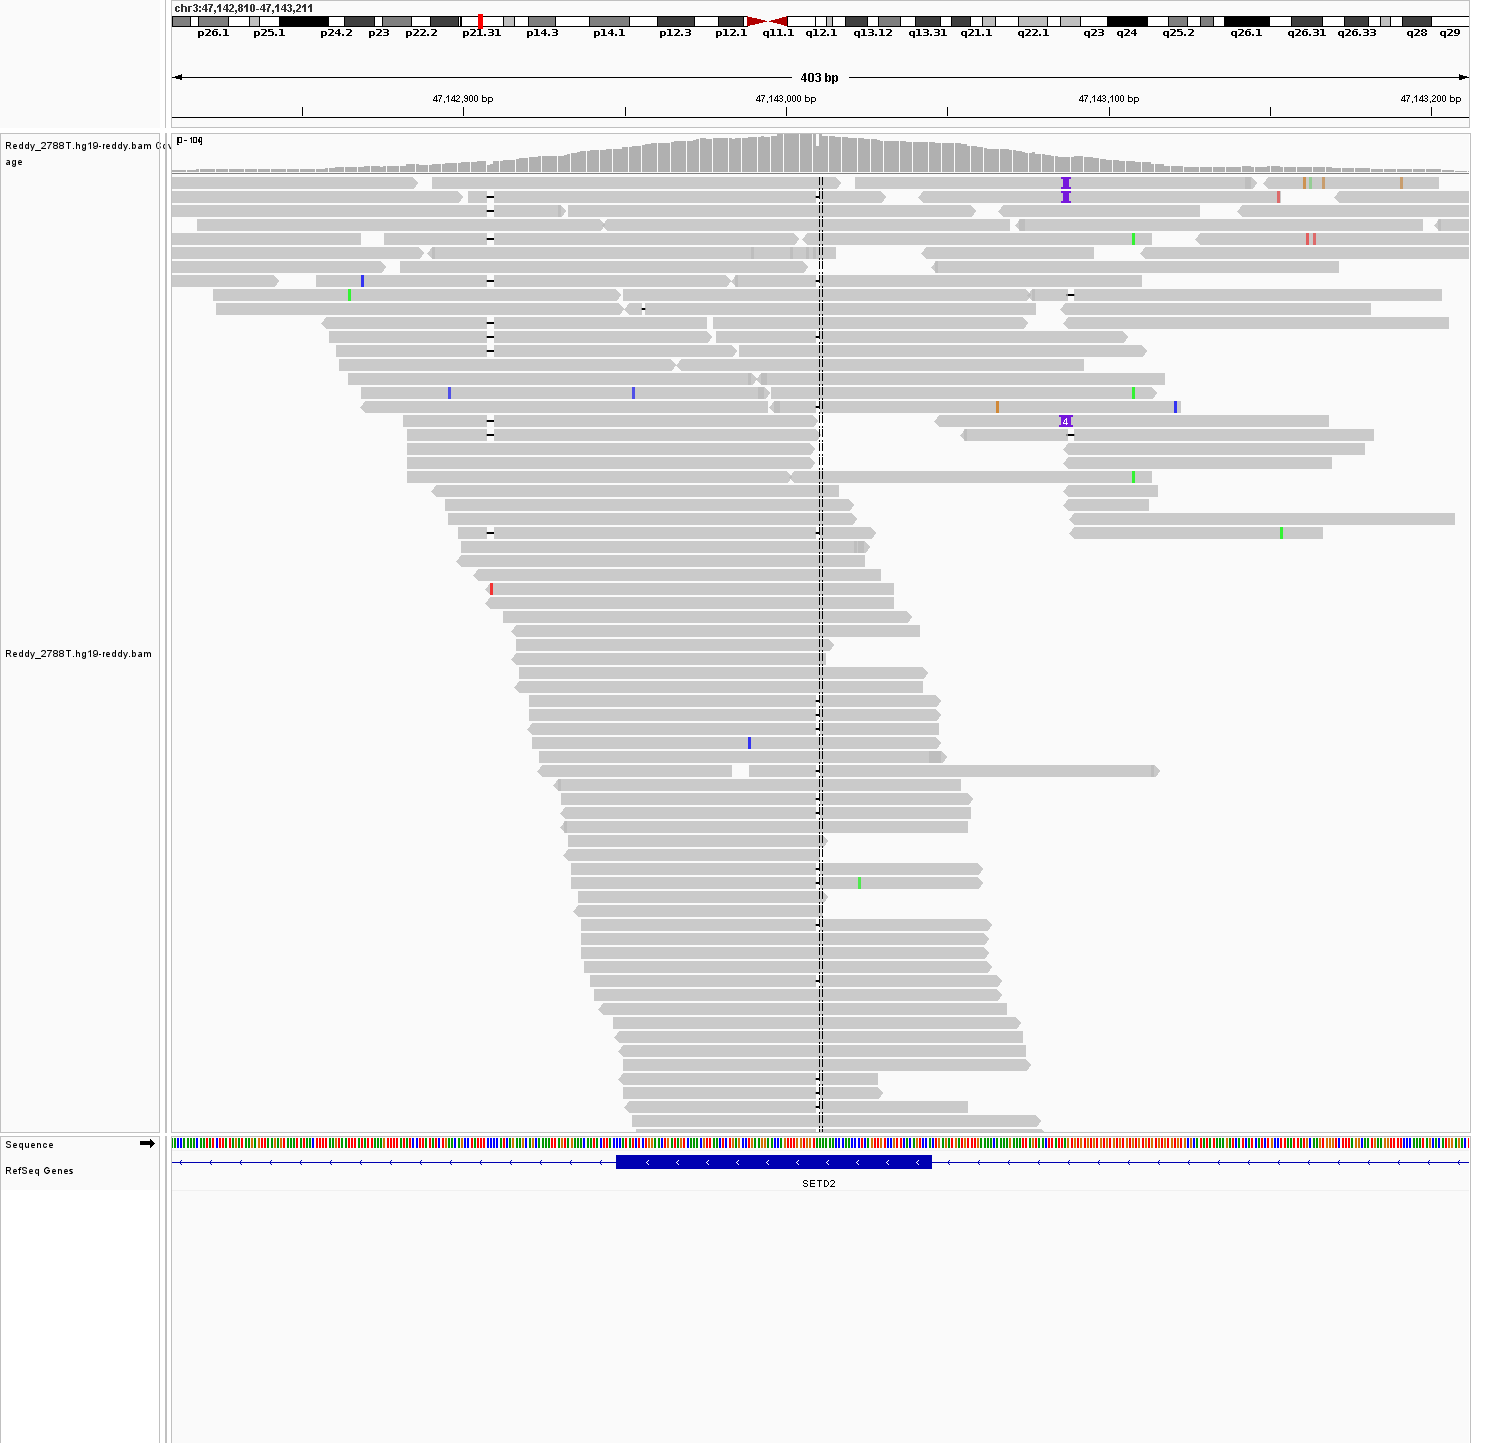 chr3:47,142,810-47,143,211
p26.1 p25.1 p24.2 p23 p22.2 p21.31 p14.3 p14.1 p12.3 p12.1 q11.1 q12.1 q13.12 q13.31 q21.1 q22.1 q23 q24 q25.2 q26.1 q26.31 q26.33 q28 q29
403 bp
47,142,900 bp 47,143,000 bp 47,143,100 bp 47,143,200 bp
[0 - 104]
Reddy_2788T.hg19-reddy.bam Cov
age
4
Reddy_2788T.hg19-reddy.bam
Sequence
RefSeq Genes
SETD2